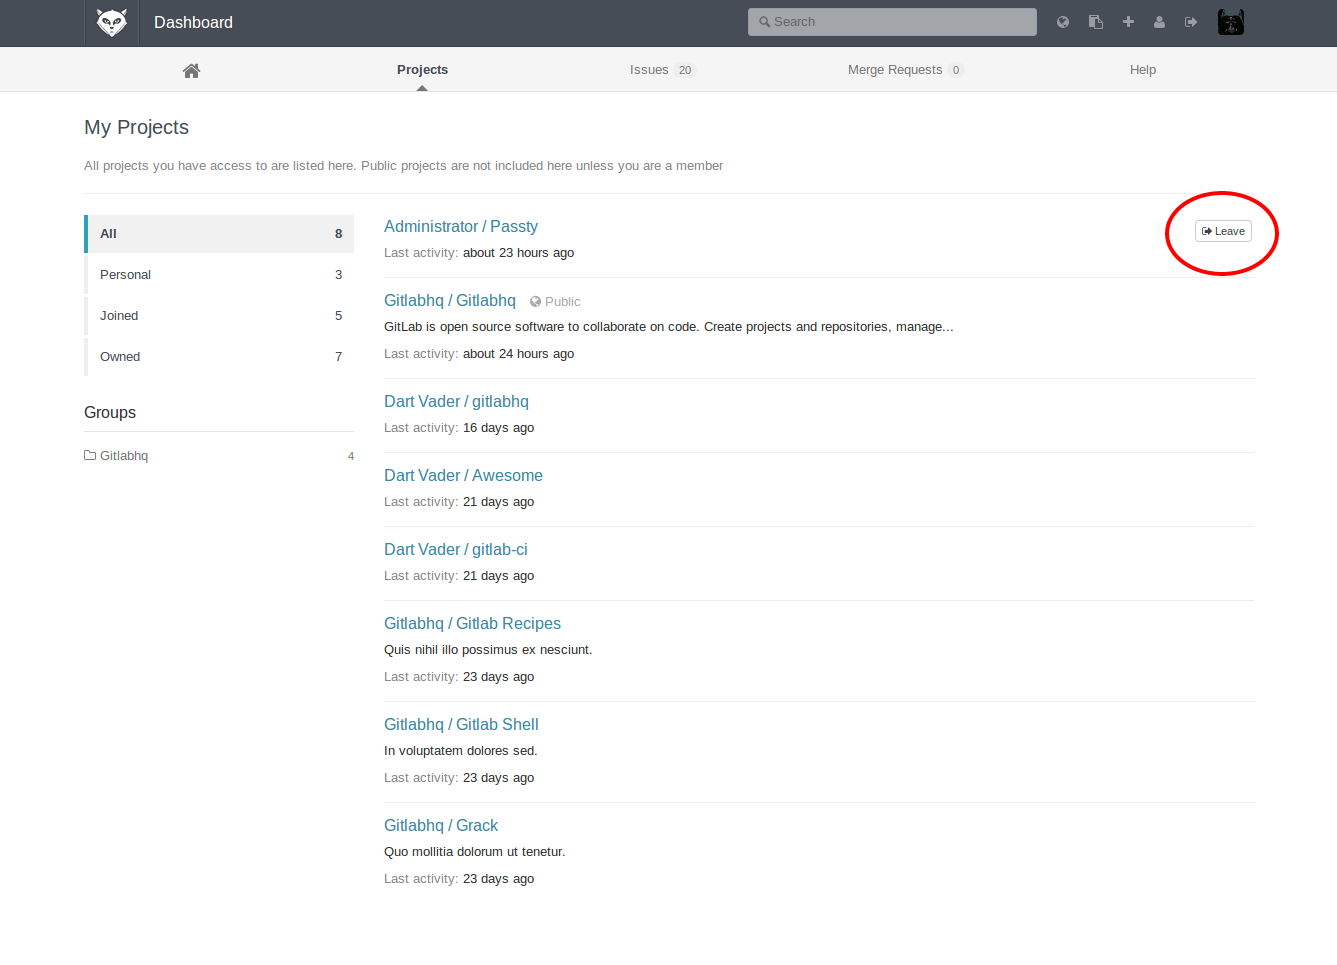 Dashboard
Search
Projects
Issues 20
Merge Requests 0
Help
My Projects
All projects you have access to are listed here. Public projects are not included here unless you are a member
All 8
Personal 3
Joined 5
Owned 7
Groups
Gitlabhq 4
Administrator / Passty
Leave
Last activity: about 23 hours ago
Gitlabhq / Gitlabhq Public
GitLab is open source software to collaborate on code. Create projects and repositories, manage...
Last activity: about 24 hours ago
Dart Vader / gitlabhq
Last activity: 16 days ago
Dart Vader / Awesome
Last activity: 21 days ago
Dart Vader / gitlab-ci
Last activity: 21 days ago
Gitlabhq / Gitlab Recipes
Quis nihil illo possimus ex nesciunt.
Last activity: 23 days ago
Gitlabhq / Gitlab Shell
In voluptatem dolores sed.
Last activity: 23 days ago
Gitlabhq / Grack
Quo mollitia dolorum ut tenetur.
Last activity: 23 days ago